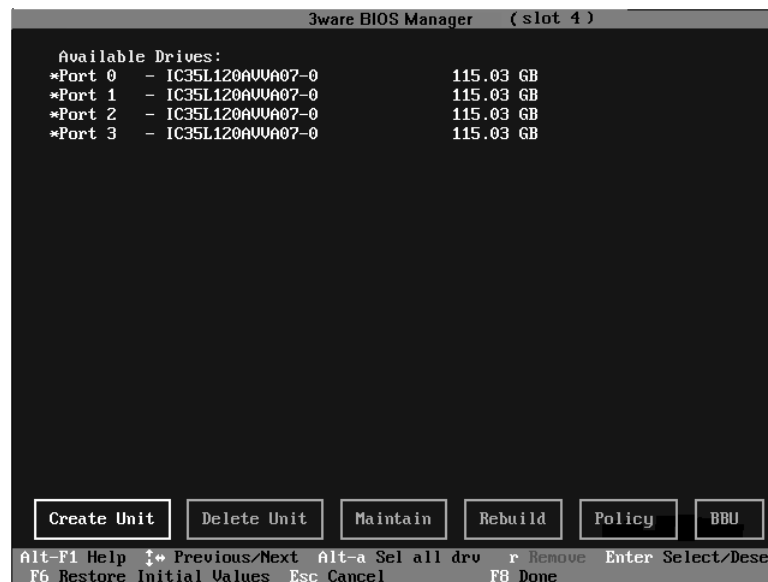 3ware BIOS Manager (slot 4)
Available Drives:
*Port 0 - IC35L120AVVA07-0 115.03 GB
*Port 1 - IC35L120AVVA07-0 115.03 GB
*Port 2 - IC35L120AVVA07-0 115.03 GB
*Port 3 - IC35L120AVVA07-0 115.03 GB
Create Unit Delete Unit Maintain Rebuild Policy BBU
Alt-F1 Help ↕↔ Previous/Next Alt-a Sel all drv r Remove Enter Select/Dese
F6 Restore Initial Values Esc Cancel F8 Done